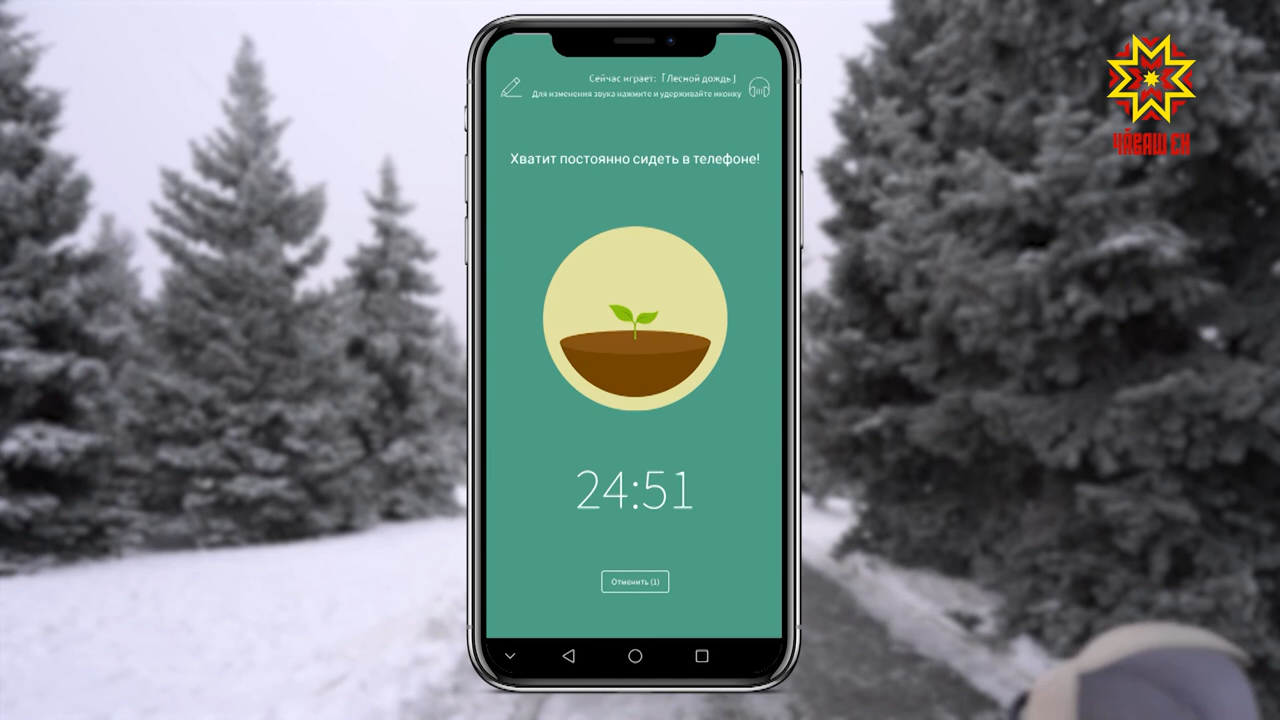 Сейчас играет: 「Лесной дождь」
Для изменения звука нажмите и удерживайте иконку
Хватит постоянно сидеть в телефоне!
24:51
Отменить (1)
ЧӐВАШ ЕН